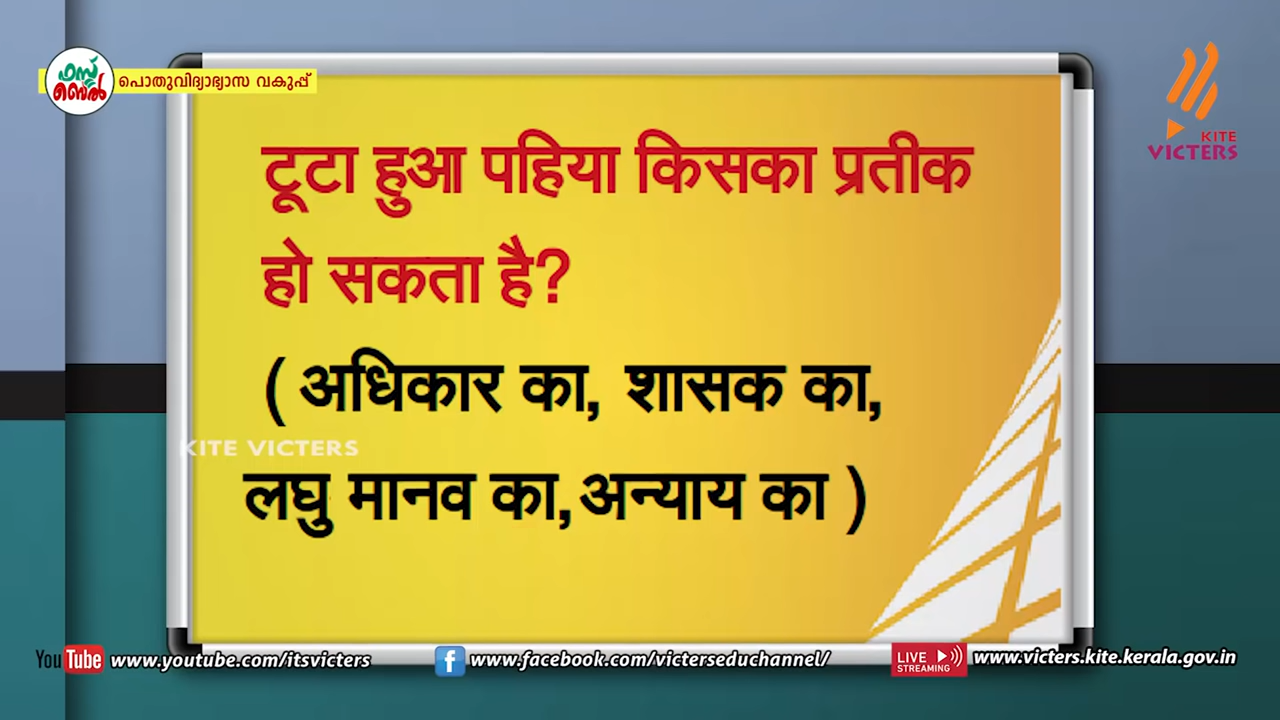 ഫസ്റ്റ് ബെൽ
പൊതുവിദ്യാഭ്യാസ വകുപ്പ്
KITE
VICTERS
टूटा हुआ पहिया किसका प्रतीक
हो सकता है?
( अधिकार का, शासक का,
KITE VICTERS
लघु मानव का,अन्याय का )
YouTube www.youtube.com/itsvicters
f www.facebook.com/victerseduchannel/
LIVE STREAMING www.victers.kite.kerala.gov.in